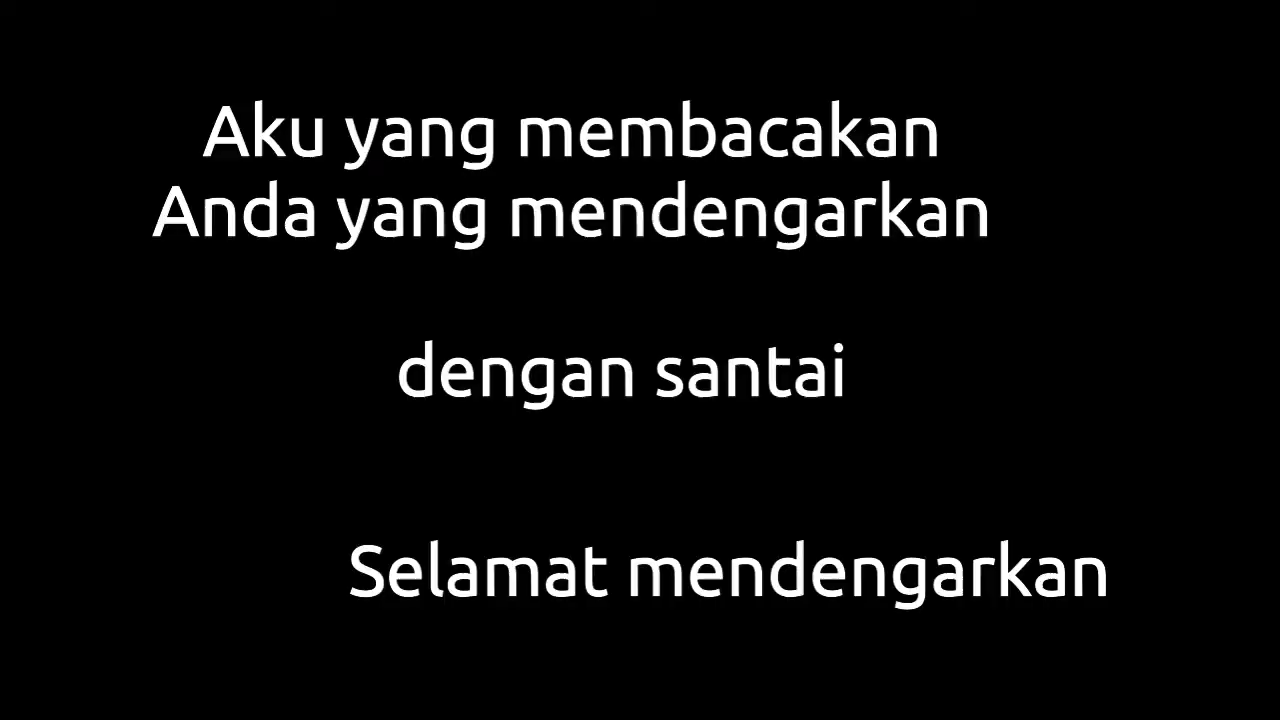 Aku yang membacakan
Anda yang mendengarkan
dengan santai
Selamat mendengarkan